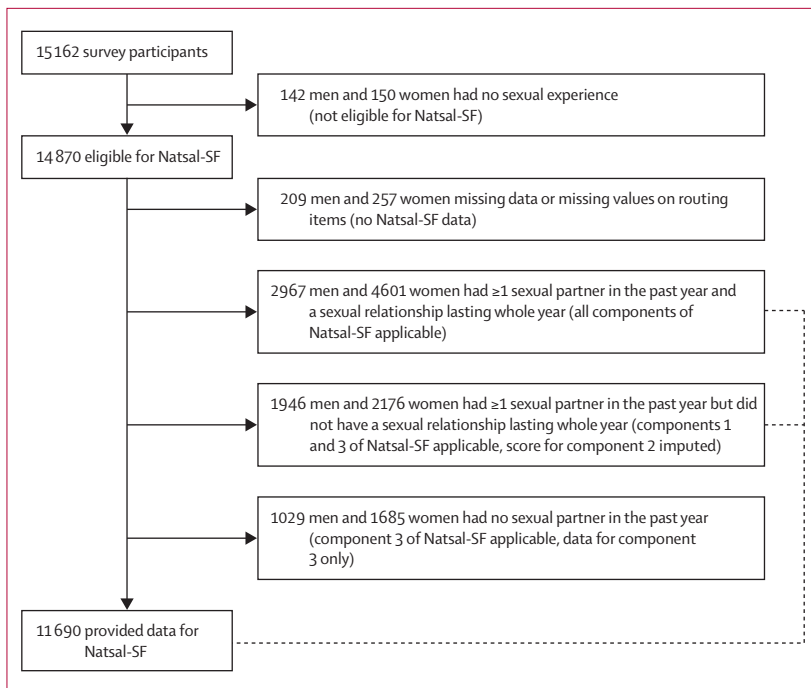 15 162 survey participants
142 men and 150 women had no sexual experience
(not eligible for Natsal-SF)
14 870 eligible for Natsal-SF
209 men and 257 women missing data or missing values on routing
items (no Natsal-SF data)
2967 men and 4601 women had ≥1 sexual partner in the past year and
a sexual relationship lasting whole year (all components of
Natsal-SF applicable)
1946 men and 2176 women had ≥1 sexual partner in the past year but did
not have a sexual relationship lasting whole year (components 1
and 3 of Natsal-SF applicable, score for component 2 imputed)
1029 men and 1685 women had no sexual partner in the past year
(component 3 of Natsal-SF applicable, data for component
3 only)
11 690 provided data for
Natsal-SF